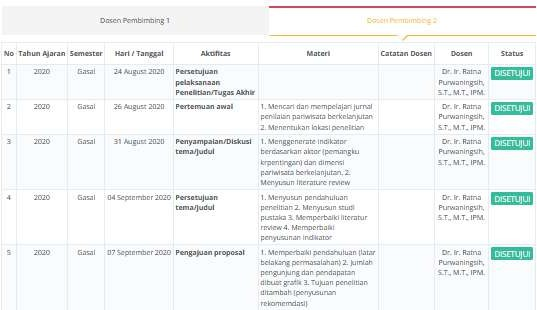 Dosen Pembimbing 1
Dosen Pembimbing 2
No Tahun Ajaran Semester Hari / Tanggal Aktifitas Materi Catatan Dosen Dosen Status
1 2020 Gasal 24 August 2020 Persetujuan pelaksanaan Penelitian/Tugas Akhir Dr. Ir. Ratna Purwaningsih, S.T., M.T., IPM. DISETUJUI
2 2020 Gasal 26 August 2020 Pertemuan awal 1. Mencari dan mempelajari jurnal penilaian pariwisata berkelanjutan 2. Menentukan lokasi penelitian Dr. Ir. Ratna Purwaningsih, S.T., M.T., IPM. DISETUJUI
3 2020 Gasal 31 August 2020 Penyampaian/Diskusi tema/judul 1. Menggenerate indikator berdasarkan aktor (pemangku krpentingan) dan dimensi pariwisata berkelanjutan. 2. Menyusun literature review Dr. Ir. Ratna Purwaningsih, S.T., M.T., IPM. DISETUJUI
4 2020 Gasal 04 September 2020 Persetujuan tema/judul 1. Menyusun pendahuluan penelitian 2. Menyusun studi pustaka 3. Memperbaiki literatur review 4. Memperbaiki penyusunan indikator Dr. Ir. Ratna Purwaningsih, S.T., M.T., IPM. DISETUJUI
5 2020 Gasal 07 September 2020 Pengajuan proposal 1. Memperbaiki pendahuluan (latar belakang permasalahan) 2. Jumlah pengunjung dan pendapatan dibuat grafik 3. Tujuan penelitian ditambah (penyusunan rekomemdasi) Dr. Ir. Ratna Purwaningsih, S.T., M.T., IPM. DISETUJUI